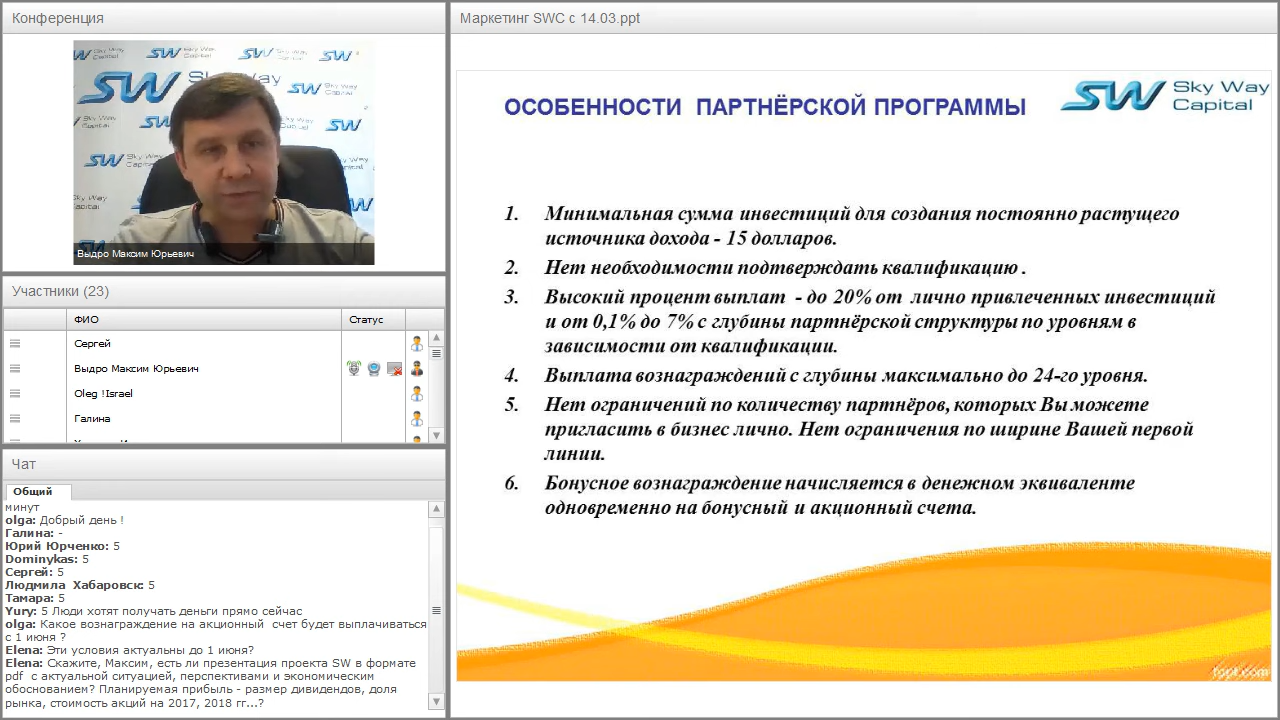 Конференция
SW
Sky Way
Capital
Выдро Максим Юрьевич
Участники (23)
ФИО
Статус
Сергей
Выдро Максим Юрьевич
Oleg !Israel
Галина
Чат
Общий
минут
olga: Добрый день !
Галина: -
Юрий Юрченко: 5
Dominykas: 5
Сергей: 5
Людмила Хабаровск: 5
Тамара: 5
Yury: 5 Люди хотят получать деньги прямо сейчас
olga: Какое вознаграждение на акционный счет будет выплачиваться
с 1 июня ?
Elena: Эти условия актуальны до 1 июня?
Elena: Скажите, Максим, есть ли презентация проекта SW в формате
pdf с актуальной ситуацией, перспективами и экономическим
обоснованием? Планируемая прибыль - размер дивидендов, доля
рынка, стоимость акций на 2017, 2018 гг...?
Маркетинг SWC с 14.03.ppt
ОСОБЕННОСТИ ПАРТНЁРСКОЙ ПРОГРАММЫ
SW Sky Way
Capital
1. Минимальная сумма инвестиций для создания постоянно растущего
источника дохода - 15 долларов.
2. Нет необходимости подтверждать квалификацию .
3. Высокий процент выплат - до 20% от лично привлеченных инвестиций
и от 0,1% до 7% с глубины партнёрской структуры по уровням в
зависимости от квалификации.
4. Выплата вознаграждений с глубины максимально до 24-го уровня.
5. Нет ограничений по количеству партнёров, которых Вы можете
пригласить в бизнес лично. Нет ограничения по ширине Вашей первой
линии.
6. Бонусное вознаграждение начисляется в денежном эквиваленте
одновременно на бонусный и акционный счета.
fppt.com